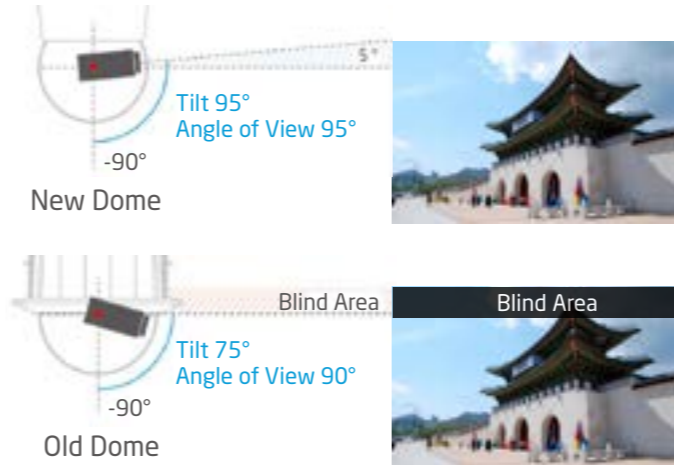 5°
Tilt 95°
Angle of View 95°
-90°
New Dome
Blind Area
Blind Area
Tilt 75°
Angle of View 90°
-90°
Old Dome